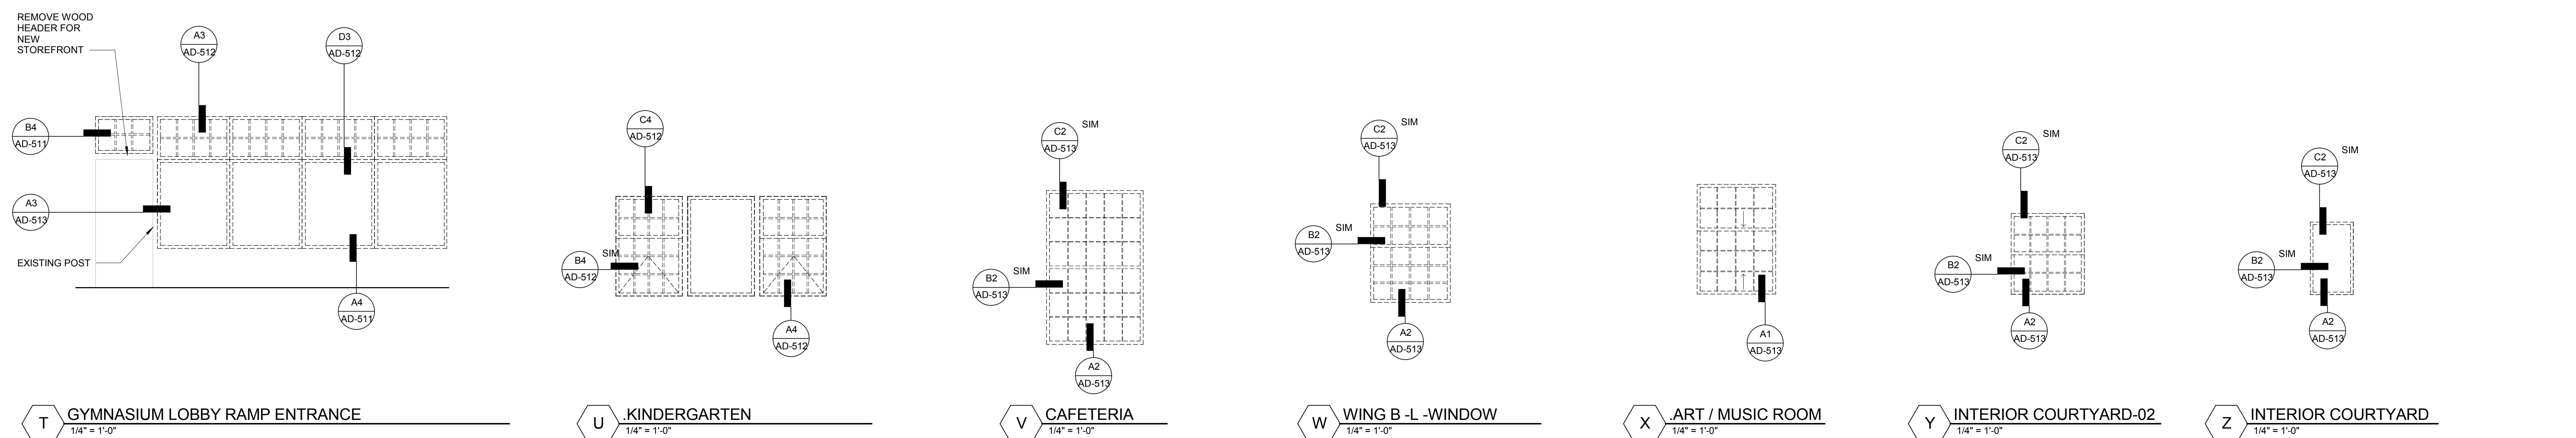 REMOVE WOOD
HEADER FOR
NEW
STOREFRONT
A3
AD-512
D3
AD-512
B4
AD-511
A3
AD-513
EXISTING POST
A4
AD-511
T
GYMNASIUM LOBBY RAMP ENTRANCE
1/4" = 1'-0"
C4
AD-512
SIM
B4
AD-512
A4
AD-512
U
.KINDERGARTEN
1/4" = 1'-0"
C2
AD-513
SIM
B2
AD-513
SIM
A2
AD-513
V
CAFETERIA
1/4" = 1'-0"
C2
AD-513
SIM
B2
AD-513
SIM
A2
AD-513
W
WING B -L -WINDOW
1/4" = 1'-0"
A1
AD-513
X
.ART / MUSIC ROOM
1/4" = 1'-0"
C2
AD-513
SIM
B2
AD-513
SIM
A2
AD-513
Y
INTERIOR COURTYARD-02
1/4" = 1'-0"
C2
AD-513
SIM
B2
AD-513
SIM
A2
AD-513
Z
INTERIOR COURTYARD
1/4" = 1'-0"